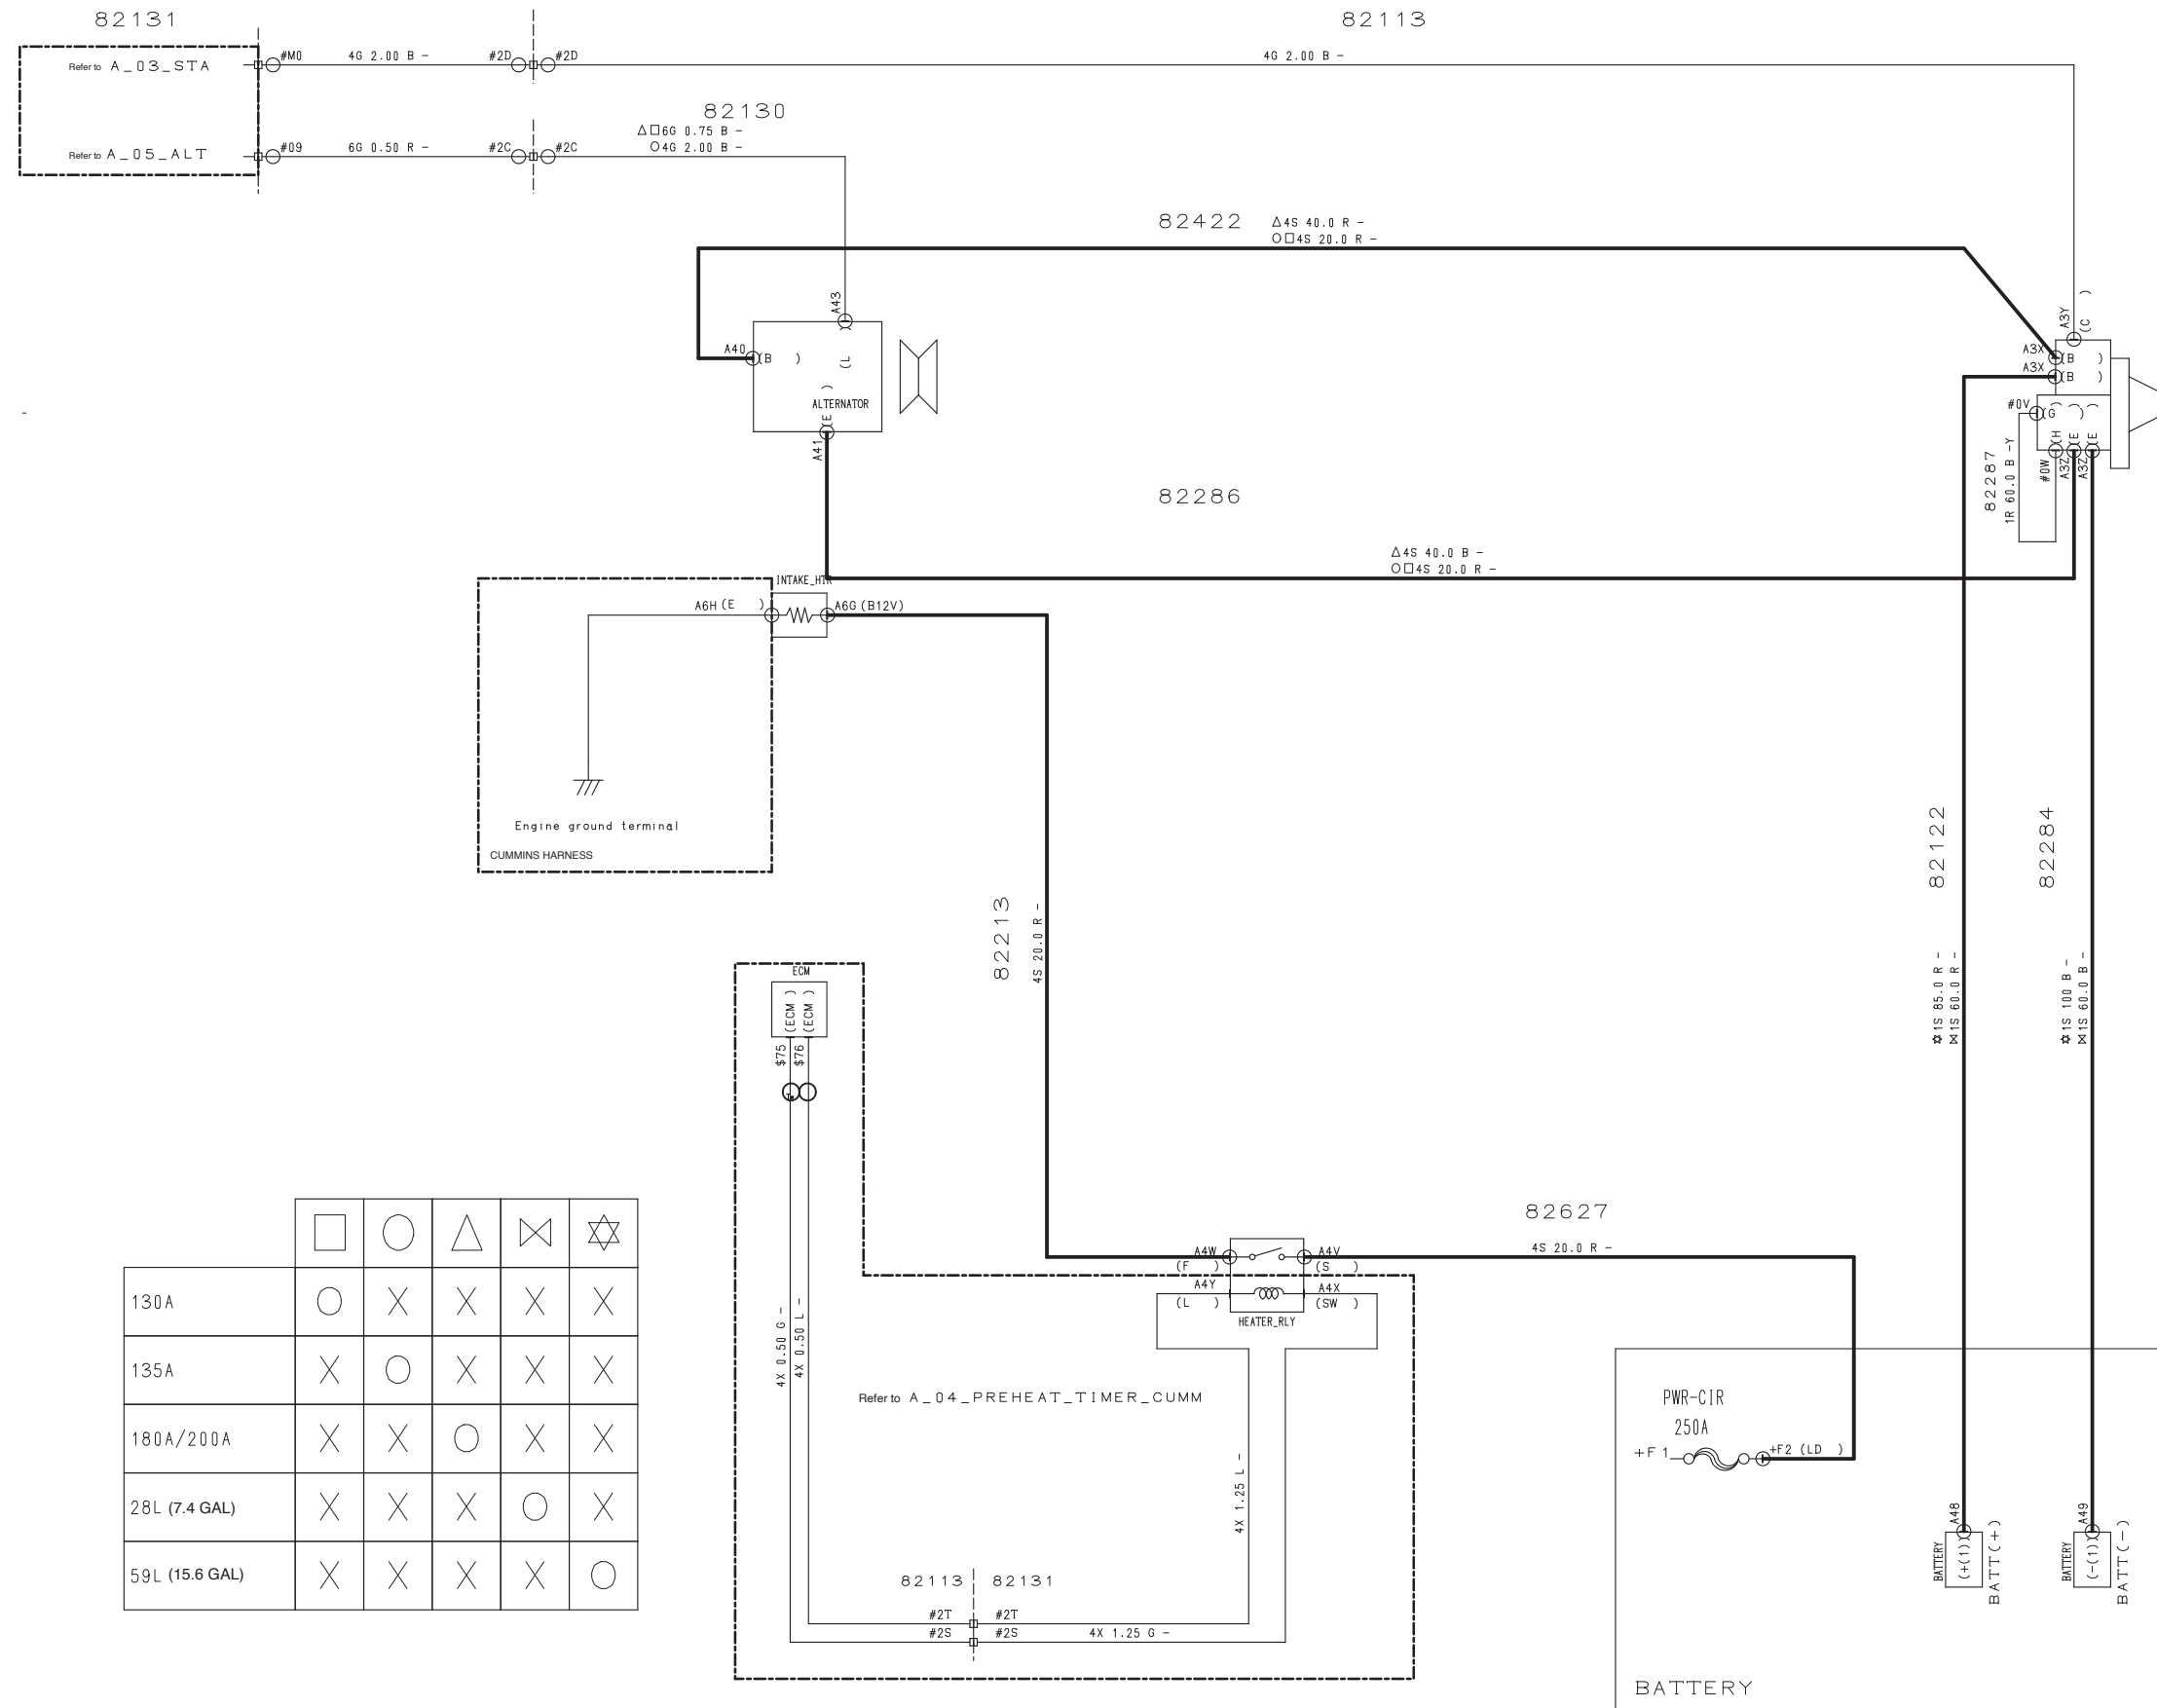 82131
82113
Refer to A_03_STA
#M0
4G 2.00 B -
#2D
#2D
4G 2.00 B -
82130
△□6G 0.75 B -
○4G 2.00 B -
Refer to A_05_ALT
#09
6G 0.50 R -
#2C
#2C
82422
△4S 40.0 R -
○□4S 20.0 R -
A43
A40
(B )
(L )
ALTERNATOR
(E )
A41
A3Y
(C )
A3X
(B )
A3X
(B )
#0V
(G )
(H )
(E )
(E )
#0W
A3Z
A3Z
82287
1R 60.0 B -Y
82286
△4S 40.0 B -
○□4S 20.0 R -
INTAKE_HTR
A6H (E )
A6G (B12V)
Engine ground terminal
CUMMINS HARNESS
82213
4S 20.0 R -
82122
✡1S 85.0 R -
⋈1S 60.0 R -
82284
✡1S 100 B -
⋈1S 60.0 B -
ECM
(ECM )
(ECM )
$75
$76
4X 0.50 G -
4X 0.50 L -
82627
4S 20.0 R -
A4W
(F )
A4V
(S )
A4Y
(L )
A4X
(SW )
HEATER_RLY
Refer to A_04_PREHEAT_TIMER_CUMM
4X 1.25 L -
82113
82131
#2T
#2T
#2S
#2S
4X 1.25 G -
□ ○ △ ⋈ ✡
130A ○ X X X X
135A X ○ X X X
180A/200A X X ○ X X
28L (7.4 GAL) X X X ○ X
59L (15.6 GAL) X X X X ○
PWR-CIR
250A
+F1
+F2 (LD )
A48
BATTERY
(+(1))
BATT(+)
A49
BATTERY
(-(1))
BATT(-)
BATTERY